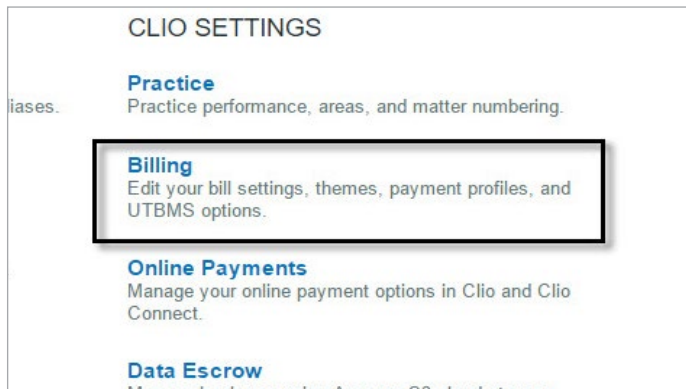 CLIO SETTINGS
Practice
iases.
Practice performance, areas, and matter numbering.
Billing
Edit your bill settings, themes, payment profiles, and
UTBMS options.
Online Payments
Manage your online payment options in Clio and Clio
Connect.
Data Escrow